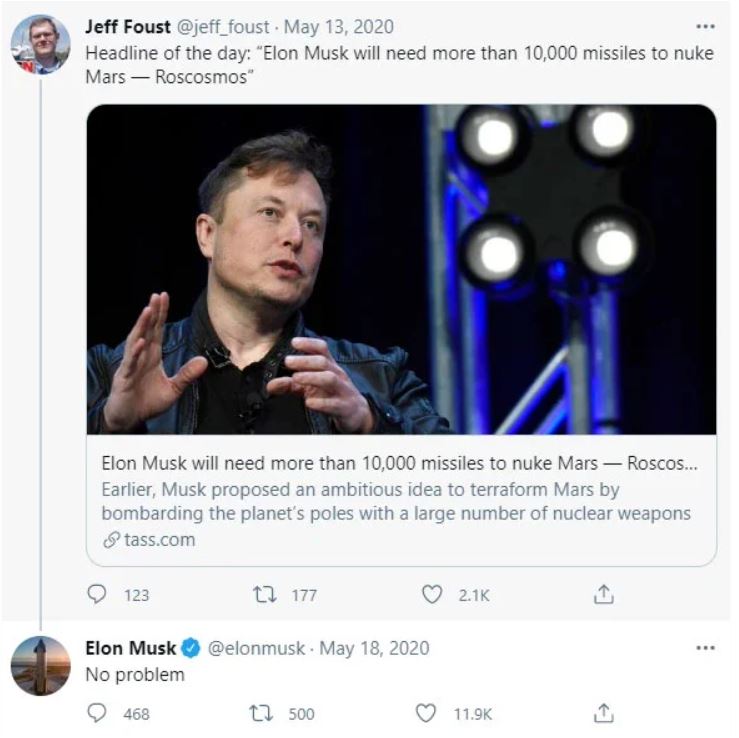 Jeff Foust @jeff_foust · May 13, 2020
Headline of the day: “Elon Musk will need more than 10,000 missiles to nuke
Mars — Roscosmos”
Elon Musk will need more than 10,000 missiles to nuke Mars — Roscos...
Earlier, Musk proposed an ambitious idea to terraform Mars by
bombarding the planet's poles with a large number of nuclear weapons
tass.com
123 177 2.1K
Elon Musk @elonmusk · May 18, 2020
No problem
468 500 11.9K